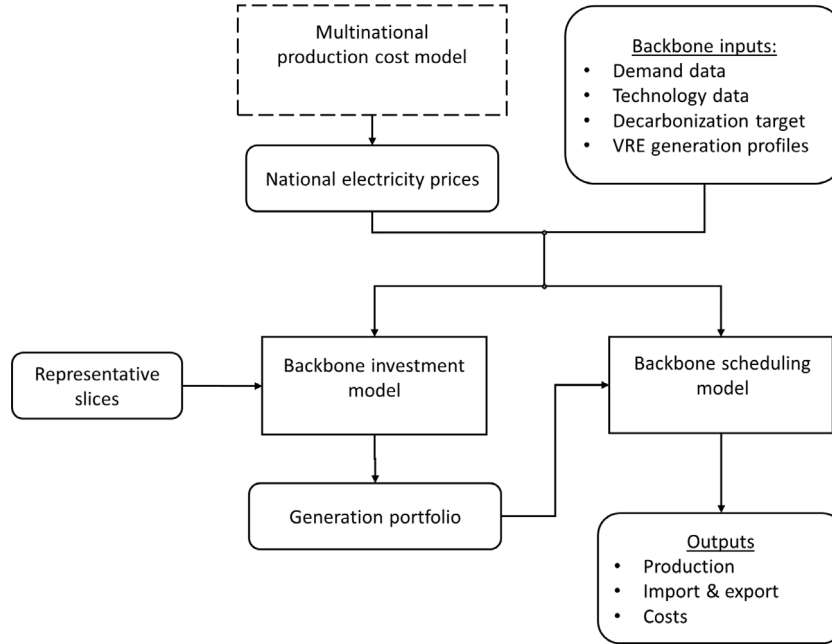 Multinational
production cost model
Backbone inputs:
• Demand data
• Technology data
• Decarbonization target
• VRE generation profiles
National electricity prices
Representative
slices
Backbone investment
model
Backbone scheduling
model
Generation portfolio
Outputs
• Production
• Import & export
• Costs